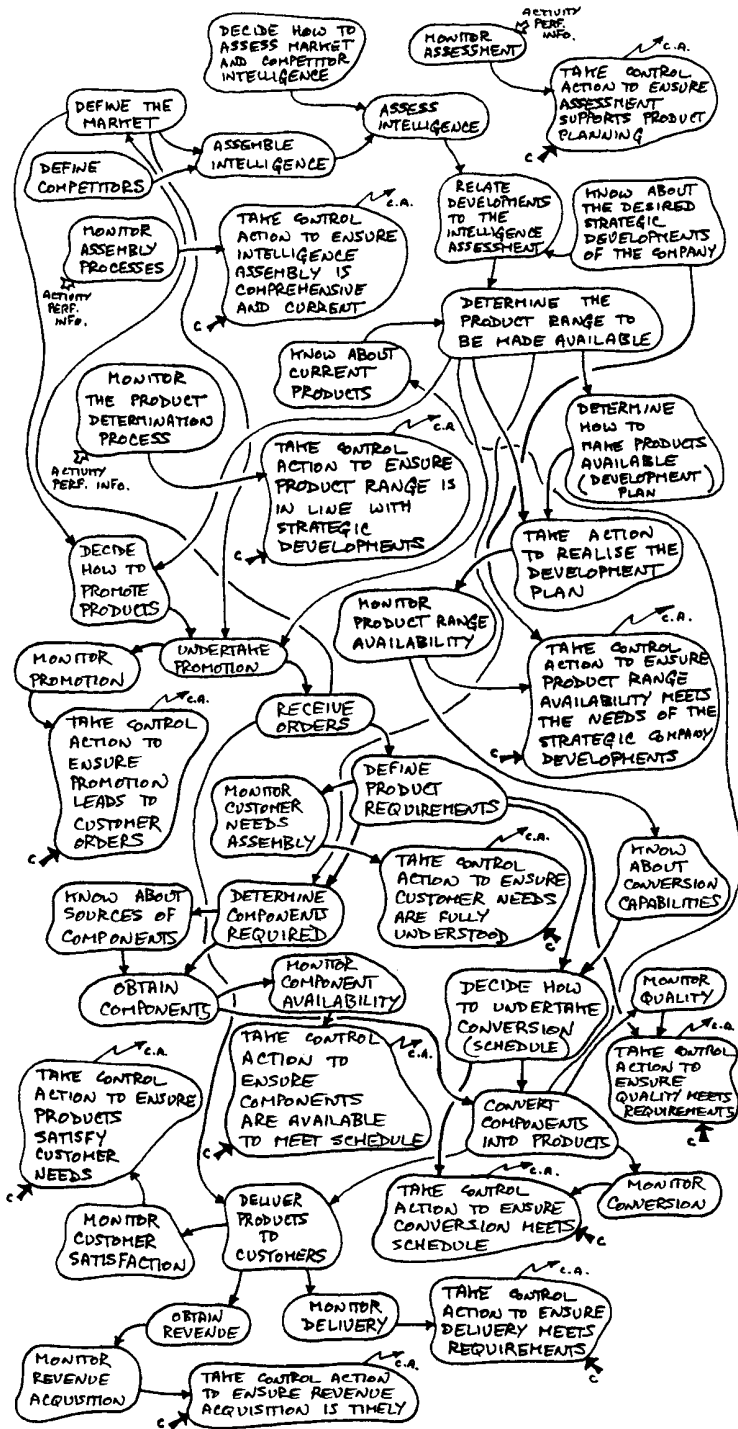 DECIDE HOW TO
ASSESS MARKET
AND COMPETITOR
INTELLIGENCE
MONITOR
ASSESSMENT
ACTIVITY
PERF.
INFO.
C.A.
TAKE CONTROL
ACTION TO ENSURE
ASSESSMENT
SUPPORTS PRODUCT
PLANNING
C
DEFINE THE
MARKET
ASSESS
INTELLIGENCE
ASSEMBLE
INTELLIGENCE
DEFINE
COMPETITORS
RELATE
DEVELOPMENTS
TO THE
INTELLIGENCE
ASSESSMENT
KNOW ABOUT
THE DESIRED
STRATEGIC
DEVELOPMENTS
OF THE COMPANY
MONITOR
ASSEMBLY
PROCESSES
ACTIVITY
PERF.
INFO.
C.A.
TAKE CONTROL
ACTION TO ENSURE
INTELLIGENCE
ASSEMBLY IS
COMPREHENSIVE
AND CURRENT
C
DETERMINE THE
PRODUCT RANGE TO
BE MADE AVAILABLE
KNOW ABOUT
CURRENT
PRODUCTS
MONITOR
THE PRODUCT
DETERMINATION
PROCESS
ACTIVITY
PERF. INFO.
C.A.
TAKE CONTROL
ACTION TO ENSURE
PRODUCT RANGE IS
IN LINE WITH
STRATEGIC
DEVELOPMENTS
C
DETERMINE
HOW TO
MAKE PRODUCTS
AVAILABLE
(DEVELOPMENT
PLAN)
DECIDE
HOW TO
PROMOTE
PRODUCTS
TAKE ACTION
TO REALISE THE
DEVELOPMENT
PLAN
MONITOR
PRODUCT RANGE
AVAILABILITY
MONITOR
PROMOTION
UNDERTAKE
PROMOTION
C.A.
TAKE CONTROL
ACTION TO ENSURE
PRODUCT RANGE
AVAILABILITY MEETS
THE NEEDS OF THE
STRATEGIC COMPANY
DEVELOPMENTS
C
RECEIVE
ORDERS
C.A.
TAKE CONTROL
ACTION TO
ENSURE
PROMOTION
LEADS TO
CUSTOMER
ORDERS
C
DEFINE
PRODUCT
REQUIREMENTS
MONITOR
CUSTOMER
NEEDS
ASSEMBLY
C.A.
TAKE CONTROL
ACTION TO ENSURE
CUSTOMER NEEDS
ARE FULLY
UNDERSTOOD
C
KNOW
ABOUT
CONVERSION
CAPABILITIES
KNOW ABOUT
SOURCES OF
COMPONENTS
DETERMINE
COMPONENTS
REQUIRED
OBTAIN
COMPONENTS
MONITOR
COMPONENT
AVAILABILITY
DECIDE HOW
TO UNDERTAKE
CONVERSION
(SCHEDULE)
MONITOR
QUALITY
C.A.
TAKE CONTROL
ACTION TO
ENSURE
QUALITY MEETS
REQUIREMENTS
C
C.A.
TAKE CONTROL
ACTION TO ENSURE
PRODUCTS
SATISFY
CUSTOMER
NEEDS
C
C.A.
TAKE CONTROL
ACTION TO
ENSURE
COMPONENTS
ARE AVAILABLE
TO MEET SCHEDULE
C
CONVERT
COMPONENTS
INTO PRODUCTS
MONITOR
CONVERSION
C.A.
TAKE CONTROL
ACTION TO ENSURE
CONVERSION MEETS
SCHEDULE
C
MONITOR
CUSTOMER
SATISFACTION
DELIVER
PRODUCTS
TO
CUSTOMERS
OBTAIN
REVENUE
MONITOR
DELIVERY
C.A.
TAKE CONTROL
ACTION TO ENSURE
DELIVERY MEETS
REQUIREMENTS
C
MONITOR
REVENUE
ACQUISITION
C.A.
TAKE CONTROL ACTION
TO ENSURE REVENUE
ACQUISITION IS TIMELY
C